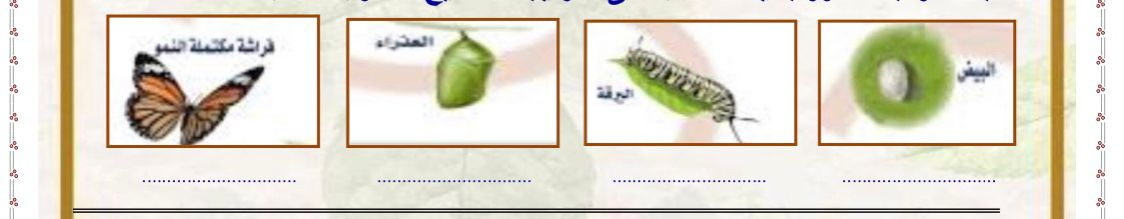 البيض
اليرقة
العذراء
فراشة مكتملة النمو